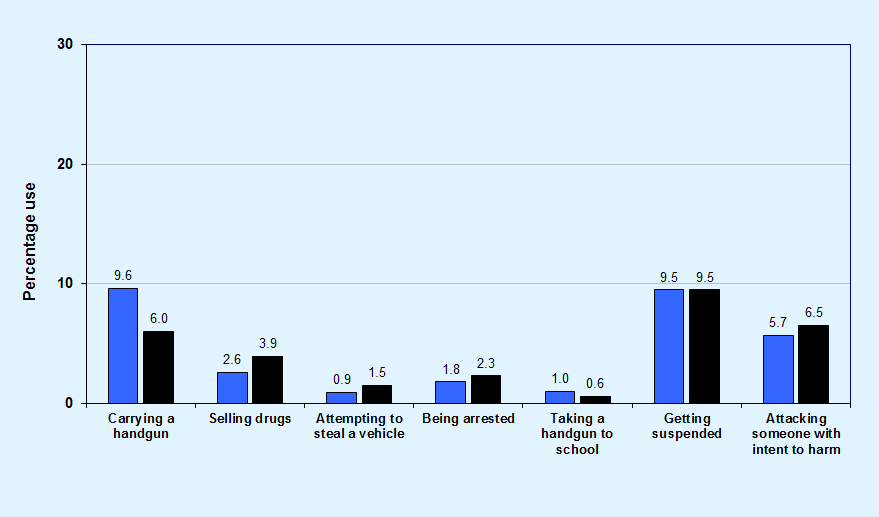 30
20
10
0
Percentage use
9.6
6.0
2.6
3.9
0.9
1.5
1.8
2.3
1.0
0.6
9.5
9.5
5.7
6.5
Carrying a
handgun
Selling drugs
Attempting to
steal a vehicle
Being arrested
Taking a
handgun to
school
Getting
suspended
Attacking
someone with
intent to harm